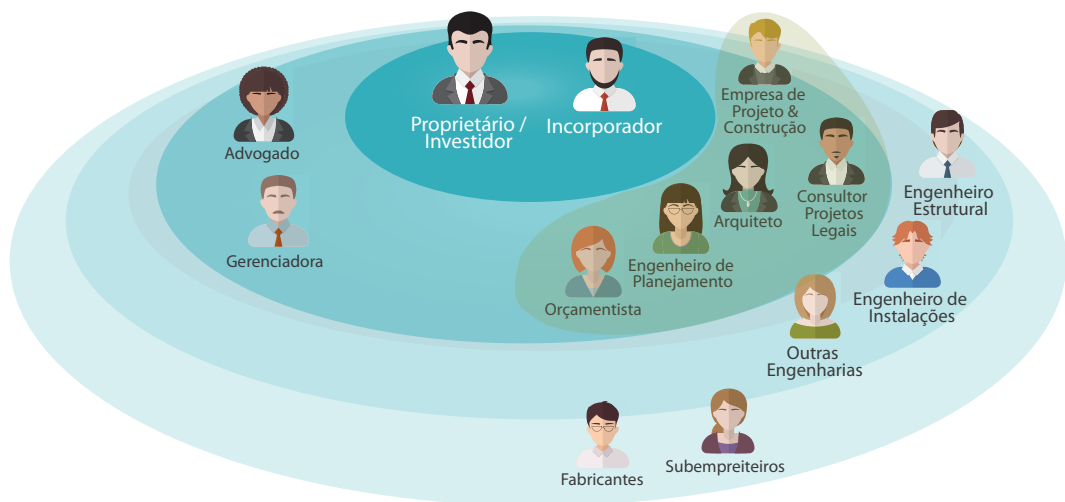 Proprietário /
Investidor
Incorporador
Empresa de
Projeto &
Construção
Advogado
Consultor
Projetos
Legais
Engenheiro
Estrutural
Arquiteto
Gerenciadora
Engenheiro de
Planejamento
Orçamentista
Engenheiro de
Instalações
Outras
Engenharias
Fabricantes
Subempreiteiros